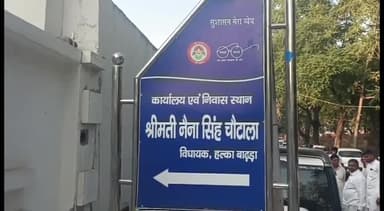 सुशासन मेरा ध्येय
कार्यालय एवं निवास स्थान
श्रीमती नैना सिंह चौटाला
विधायक, हल्का बाढ़ड़ा